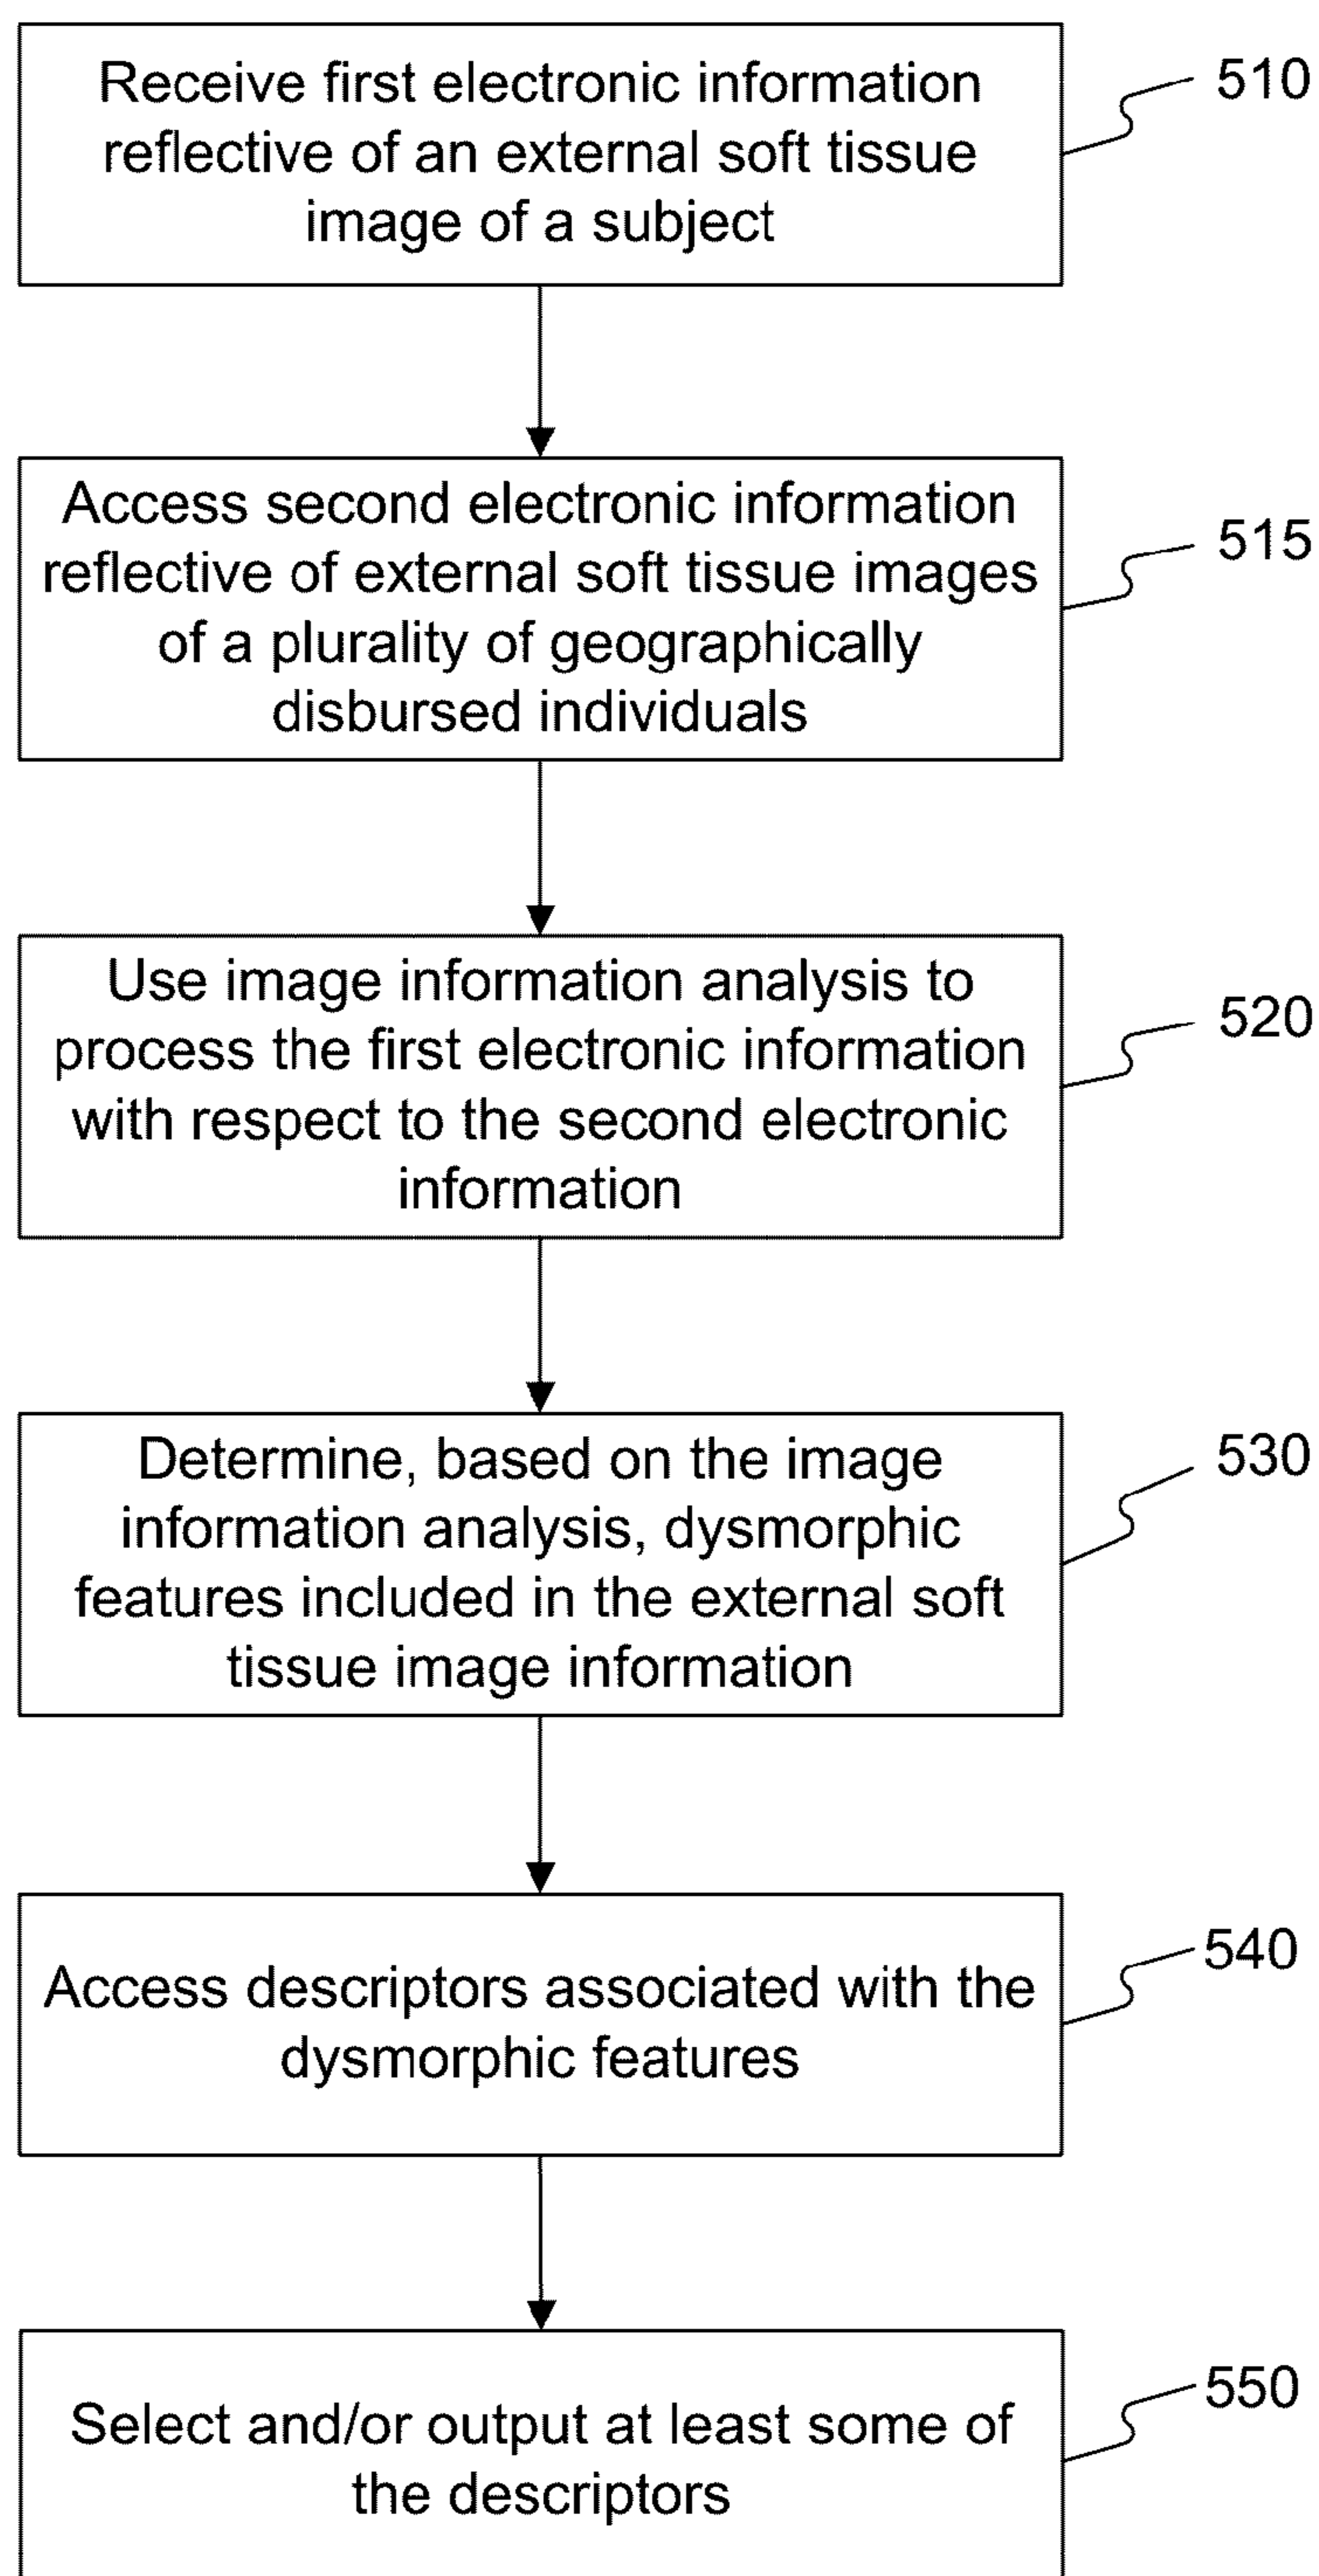 Receive first electronic information
reflective of an external soft tissue
image of a subject
510
Access second electronic information
reflective of external soft tissue images
of a plurality of geographically
disbursed individuals
515
Use image information analysis to
process the first electronic information
with respect to the second electronic
information
520
Determine, based on the image
information analysis, dysmorphic
features included in the external soft
tissue image information
530
Access descriptors associated with the
dysmorphic features
540
Select and/or output at least some of
the descriptors
550